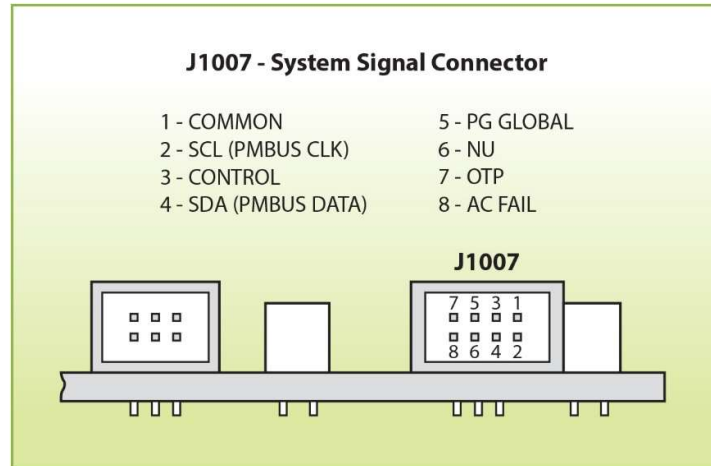 J1007 - System Signal Connector
1 - COMMON
2 - SCL (PMBUS CLK)
3 - CONTROL
4 - SDA (PMBUS DATA)
5 - PG GLOBAL
6 - NU
7 - OTP
8 - AC FAIL
J1007
7 5 3 1
8 6 4 2